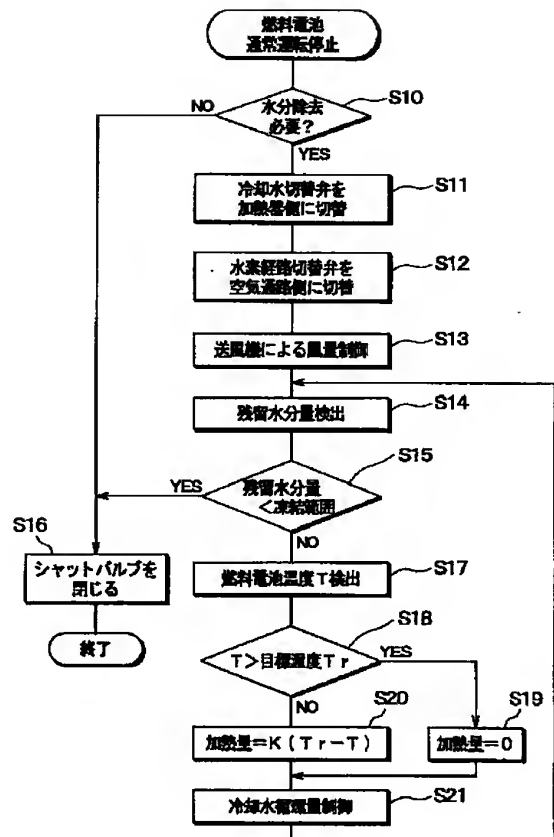 燃料電池
通常運転停止
S10
NO
水分除去
必要？
YES
S11
冷却水切替弁を
加熱器側に切替
S12
水素経路切替弁を
空気通路側に切替
S13
送風機による風量制御
S14
残留水分量検出
S15
YES
残留水分量
＜凍結範囲
NO
S16
シャットバルブを
閉じる
終了
S17
燃料電池温度T検出
S18
T＞目標温度Tr
YES
NO
S20
加熱量＝K（Tr−T）
S19
加熱量＝0
S21
冷却水循環量制御